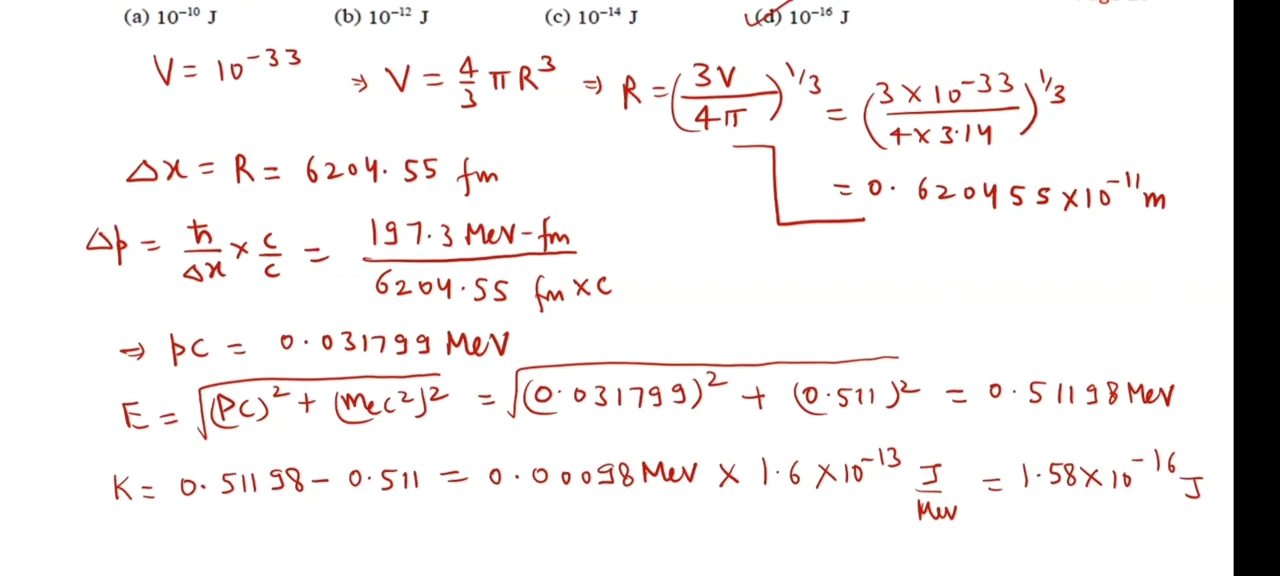 (a) 10⁻¹⁰ J (b) 10⁻¹² J (c) 10⁻¹⁴ J (d) 10⁻¹⁶ J
V = 10⁻³³ ⇒ V = 4/3 πR³ ⇒ R = (3V/4π)^1/3 = (3×10⁻³³/4×3.14)^1/3
Δx = R = 6204.55 fm
= 0.620455×10⁻¹¹m
Δp = ħ/Δx × c/c = 197.3 MeV-fm/6204.55 fm×c
⇒ pc = 0.031799 MeV
E = √(pc)² + (mec²)² = √(0.031799)² + (0.511)² = 0.51198 MeV
K = 0.51198 - 0.511 = 0.00098 MeV × 1.6×10⁻¹³ J/MeV = 1.58×10⁻¹⁶ J